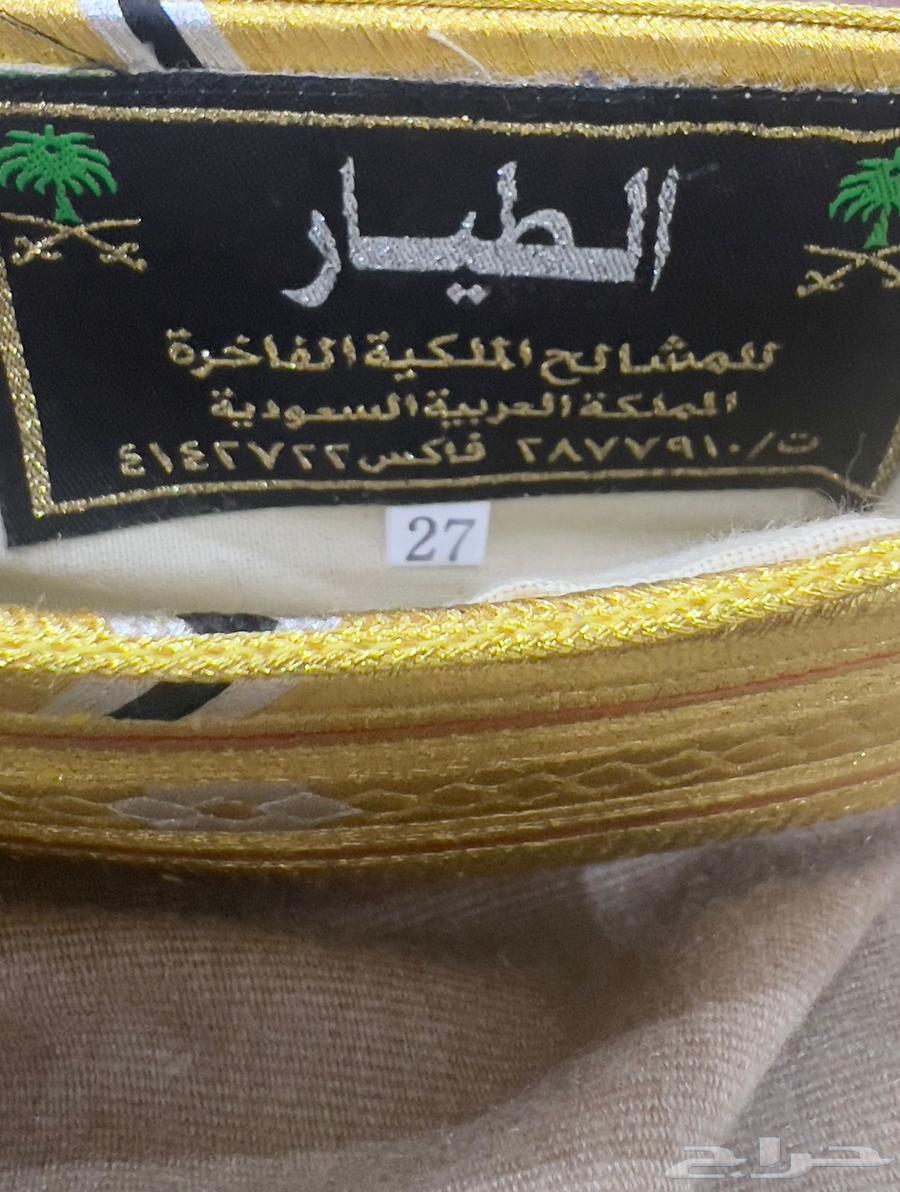 الطيار
للمشالح الملكية الفاخرة
المملكة العربية السعودية
ت/٢٨٧٧٩١٠ فاكس ٤١٤٢٧٢٢
27
حراج